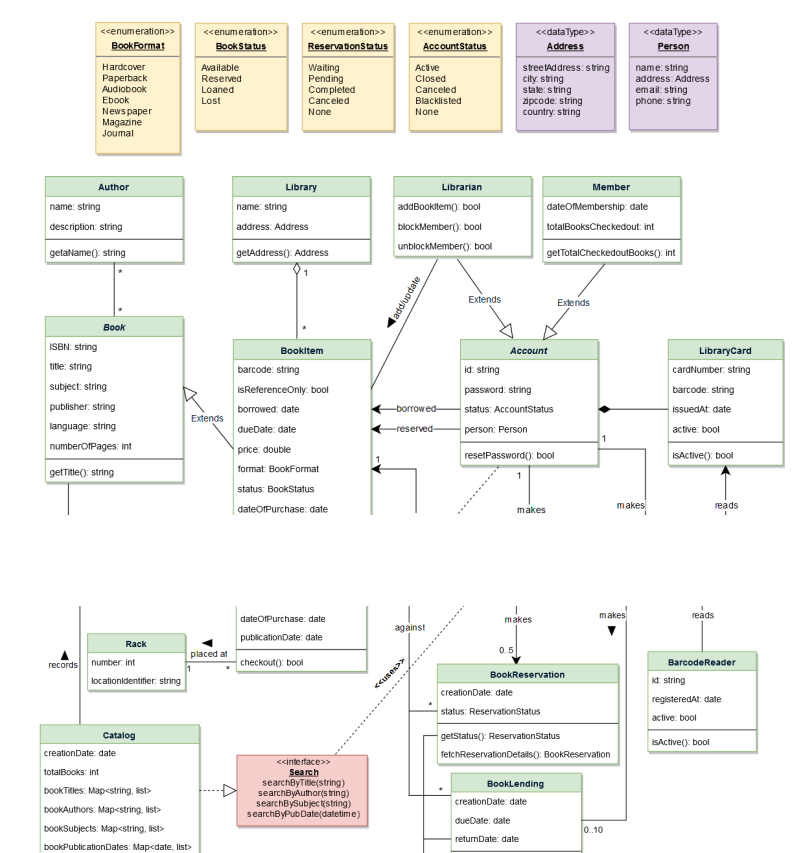 <<enumeration>>
BookFormat
Hardcover
Paperback
Audiobook
Ebook
Newspaper
Magazine
Journal
<<enumeration>>
BookStatus
Available
Reserved
Loaned
Lost
<<enumeration>>
ReservationStatus
Waiting
Pending
Completed
Canceled
None
<<enumeration>>
AccountStatus
Active
Closed
Canceled
Blacklisted
None
<<dataType>>
Address
streetAddress: string
city: string
state: string
zipcode: string
country: string
<<dataType>>
Person
name: string
address: Address
email: string
phone: string
Author
name: string
description: string
getaName(): string
Library
name: string
address: Address
getAddress(): Address
Librarian
addBookItem(): bool
blockMember(): bool
unblockMember(): bool
Member
dateOfMembership: date
totalBooksCheckedout: int
getTotalCheckedoutBooks(): int
*
*
1
*
add/update
Extends
Extends
Book
ISBN: string
title: string
subject: string
publisher: string
language: string
numberOfPages: int
getTitle(): string
Extends
BookItem
barcode: string
isReferenceOnly: bool
borrowed: date
dueDate: date
price: double
format: BookFormat
status: BookStatus
dateOfPurchase: date
borrowed
reserved
1
Account
id: string
password: string
status: AccountStatus
person: Person
resetPassword(): bool
1
1
makes
makes
LibraryCard
cardNumber: string
barcode: string
issuedAt: date
active: bool
isActive(): bool
reads
records
Rack
number: int
locationIdentifier: string
placed at
1
*
dateOfPurchase: date
publicationDate: date
checkout(): bool
against
<<uses>>
makes
0..5
makes
reads
BookReservation
creationDate: date
status: ReservationStatus
getStatus(): ReservationStatus
fetchReservationDetails(): BookReservation
*
BarcodeReader
id: string
registeredAt: date
active: bool
isActive(): bool
Catalog
creationDate: date
totalBooks: int
bookTitles: Map<string, list>
bookAuthors: Map<string, list>
bookSubjects: Map<string, list>
bookPublicationDates: Map<date, list>
<<interface>>
Search
searchByTitle(string)
searchByAuthor(string)
searchBySubject(string)
searchByPubDate(datetime)
*
BookLending
creationDate: date
dueDate: date
returnDate: date
0..10